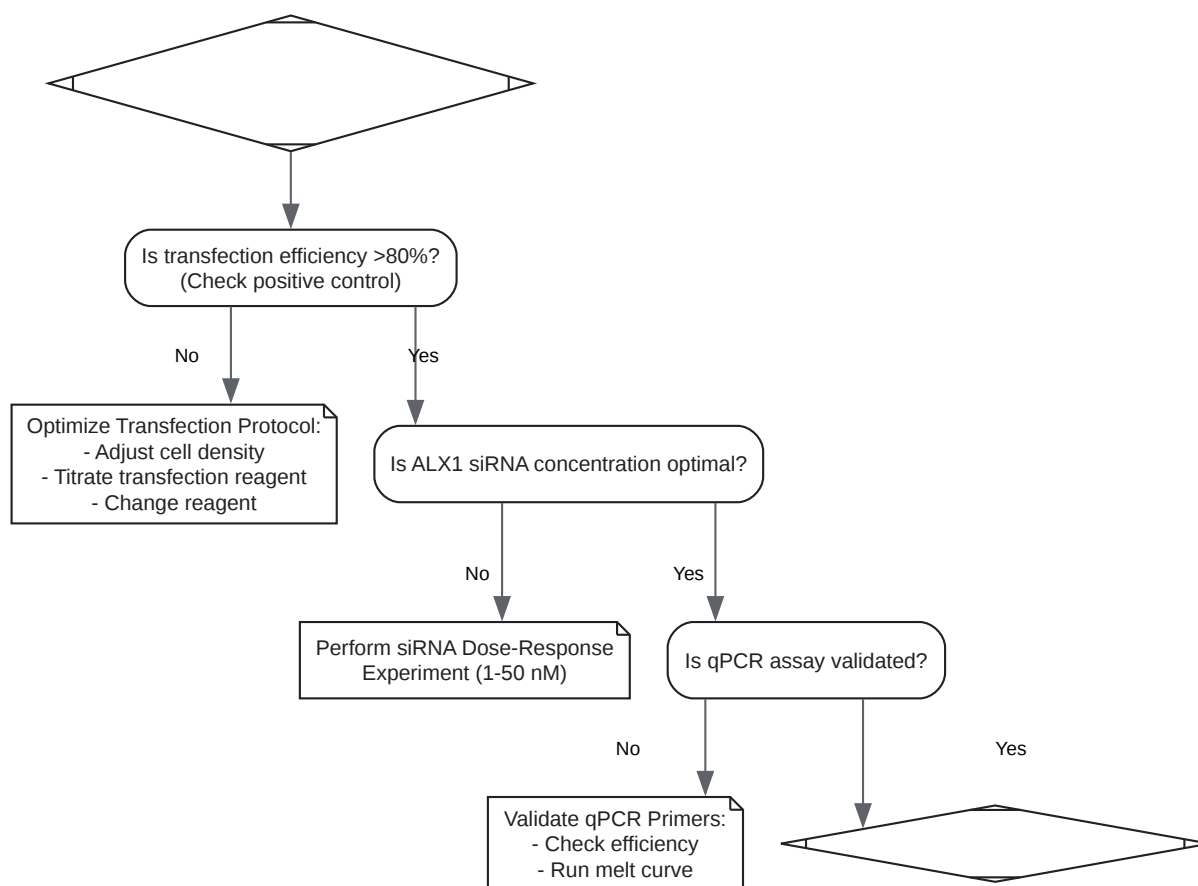 Is transfection efficiency >80%?
(Check positive control)
No
Yes
Optimize Transfection Protocol:
- Adjust cell density
- Titrate transfection reagent
- Change reagent
Is ALX1 siRNA concentration optimal?
No
Yes
Perform siRNA Dose-Response
Experiment (1-50 nM)
Is qPCR assay validated?
No
Yes
Validate qPCR Primers:
- Check efficiency
- Run melt curve